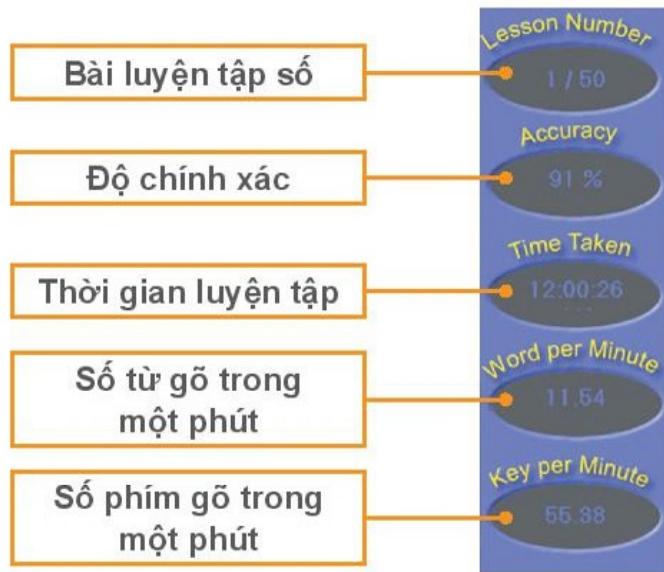 Lesson Number
Bài luyện tập số
1 / 50
Accuracy
Độ chính xác
91 %
Time Taken
Thời gian luyện tập
12:00:26
Word per Minute
Số từ gõ trong
một phút
11.54
Key per Minute
Số phím gõ trong
một phút
55.38